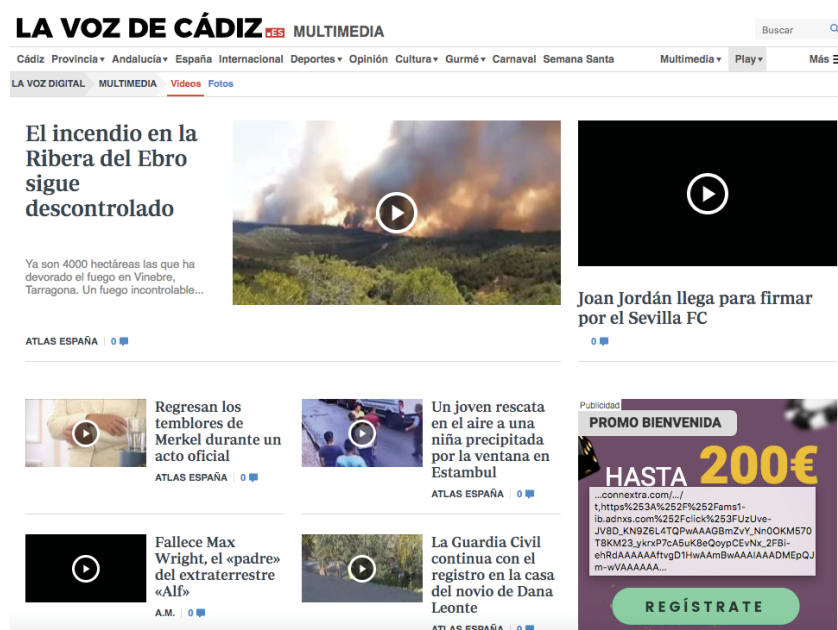 LA VOZ DE CÁDIZ.ES MULTIMEDIA
Buscar
Cádiz Provincia Andalucía España Internacional Deportes Opinión Cultura Gurmé Carnaval Semana Santa Multimedia Play Más
LA VOZ DIGITAL MULTIMEDIA Videos Fotos
El incendio en la
Ribera del Ebro
sigue
descontrolado
Ya son 4000 hectáreas las que ha
devorado el fuego en Vinebre,
Tarragona. Un fuego incontrolable...
ATLAS ESPAÑA 0
Joan Jordán llega para firmar
por el Sevilla FC
0
Regresan los
temblores de
Merkel durante un
acto oficial
ATLAS ESPAÑA 0
Un joven rescata
en el aire a una
niña precipitada
por la ventana en
Estambul
ATLAS ESPAÑA 0
Fallece Max
Wright, el «padre»
del extraterrestre
«Alf»
A.M. 0
La Guardia Civil
continua con el
registro en la casa
del novio de Dana
Leonte
ATLAS ESPAÑA 0
Publicidad
PROMO BIENVENIDA
HASTA 200€
...connextra.com/.../
t,https%253A%252F%252Fams1-
ib.adnxs.com%252Fclick%253FUzUve-
JV8D_KN9Z6L4TQPwAAAGBmZvY_Nn0OKM570
T8KM23_ykrxP7cA5uK8eQoypCEvNx_2FBi-
ehRdAAAAAAftvgD1HwAAmBwAAAIAAADMEpQJ
m-wVAAAAAA...
REGÍSTRATE